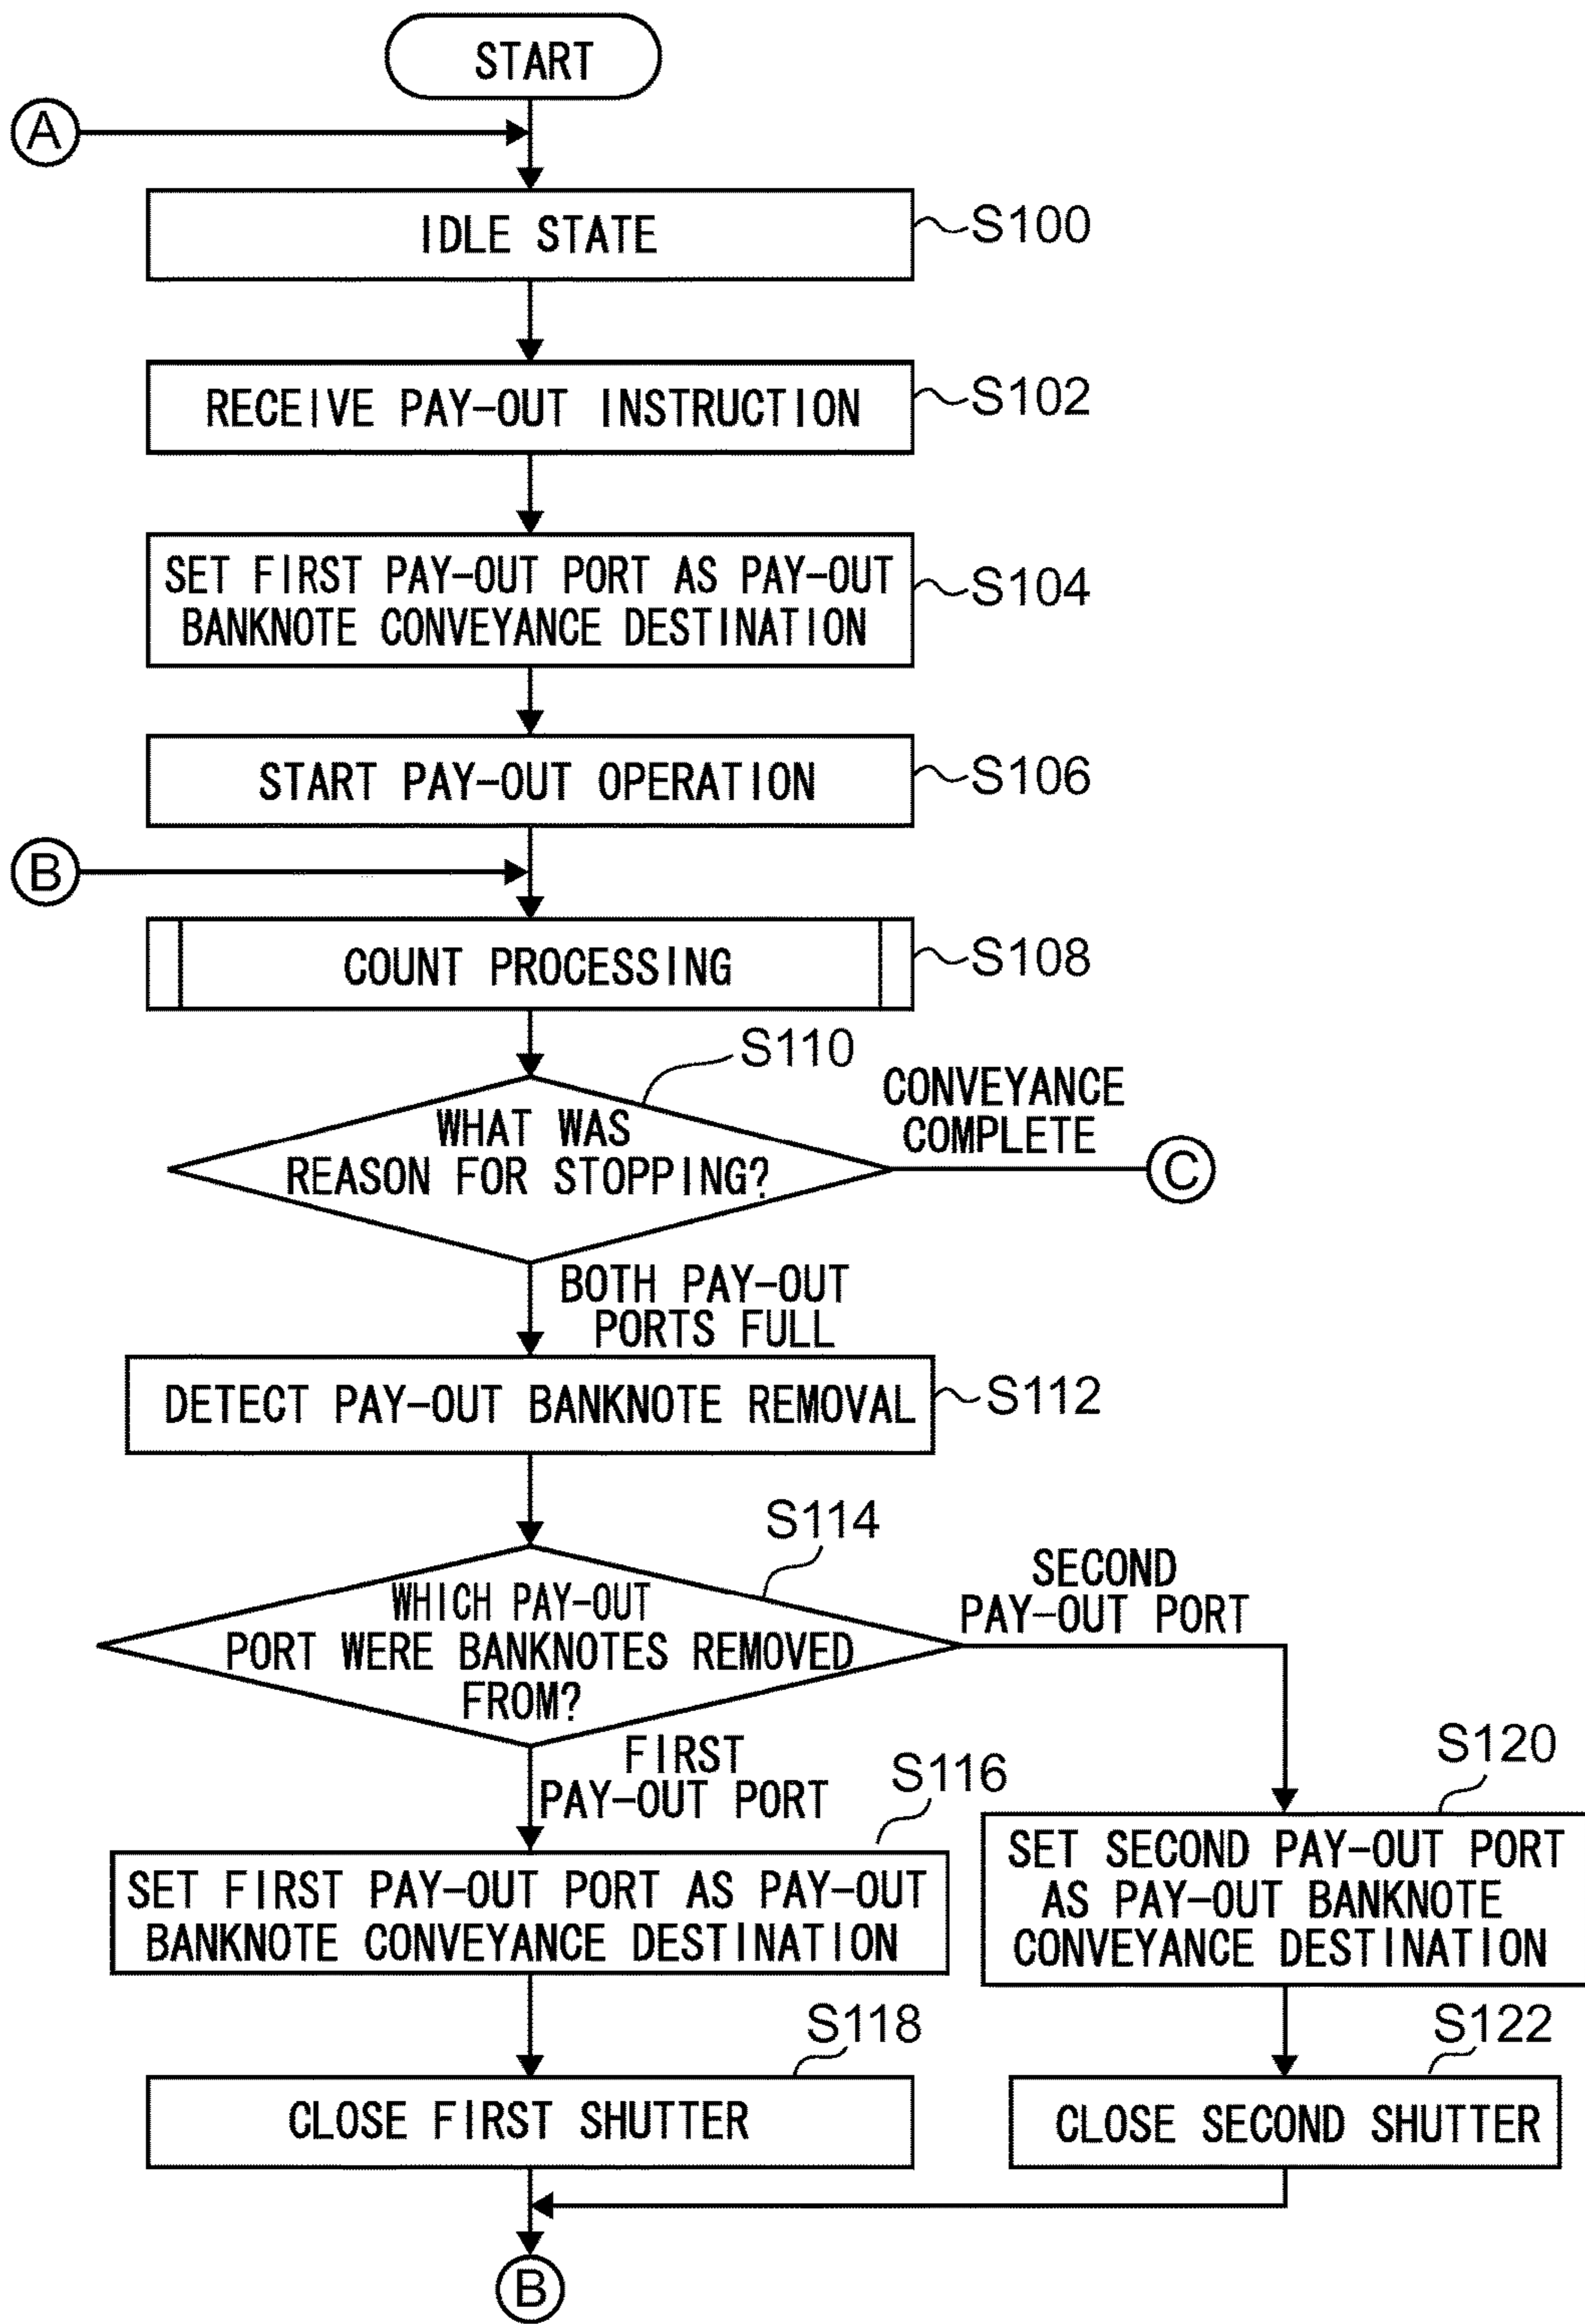 START
A
IDLE STATE
S100
RECEIVE PAY-OUT INSTRUCTION
S102
SET FIRST PAY-OUT PORT AS PAY-OUT
BANKNOTE CONVEYANCE DESTINATION
S104
START PAY-OUT OPERATION
S106
B
COUNT PROCESSING
S108
S110
WHAT WAS
REASON FOR STOPPING?
CONVEYANCE
COMPLETE
C
BOTH PAY-OUT
PORTS FULL
DETECT PAY-OUT BANKNOTE REMOVAL
S112
S114
WHICH PAY-OUT
PORT WERE BANKNOTES REMOVED
FROM?
SECOND
PAY-OUT PORT
FIRST
PAY-OUT PORT
S116
SET FIRST PAY-OUT PORT AS PAY-OUT
BANKNOTE CONVEYANCE DESTINATION
S120
SET SECOND PAY-OUT PORT
AS PAY-OUT BANKNOTE
CONVEYANCE DESTINATION
S118
CLOSE FIRST SHUTTER
S122
CLOSE SECOND SHUTTER
B